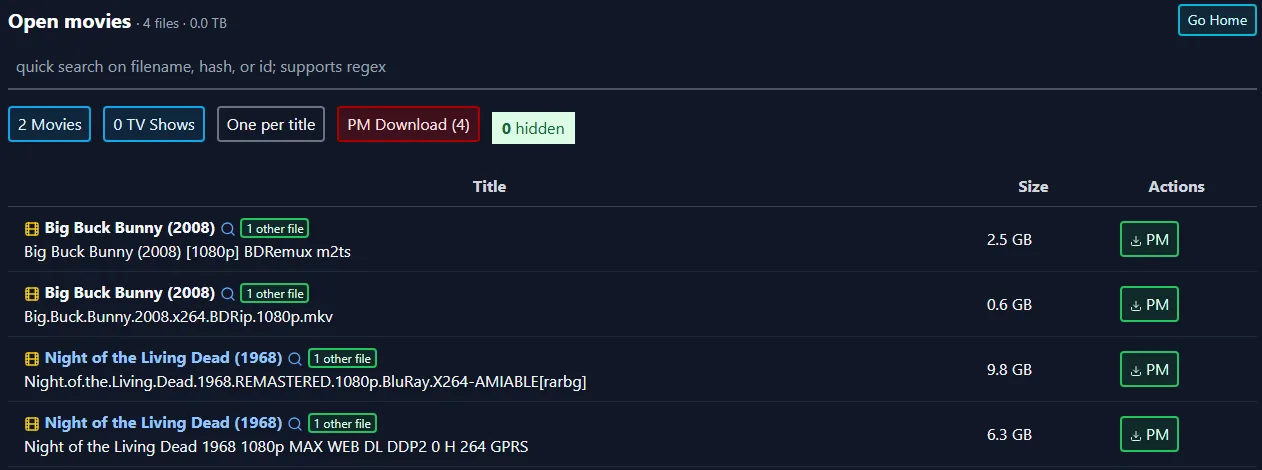 Open movies · 4 files · 0.0 TB
Go Home
quick search on filename, hash, or id; supports regex
2 Movies
0 TV Shows
One per title
PM Download (4)
0 hidden
Title
Size
Actions
Big Buck Bunny (2008) 1 other file
Big Buck Bunny (2008) [1080p] BDRemux m2ts
2.5 GB
PM
Big Buck Bunny (2008) 1 other file
Big.Buck.Bunny.2008.x264.BDRip.1080p.mkv
0.6 GB
PM
Night of the Living Dead (1968) 1 other file
Night.of.the.Living.Dead.1968.REMASTERED.1080p.BluRay.X264-AMIABLE[rarbg]
9.8 GB
PM
Night of the Living Dead (1968) 1 other file
Night of the Living Dead 1968 1080p MAX WEB DL DDP2 0 H 264 GPRS
6.3 GB
PM